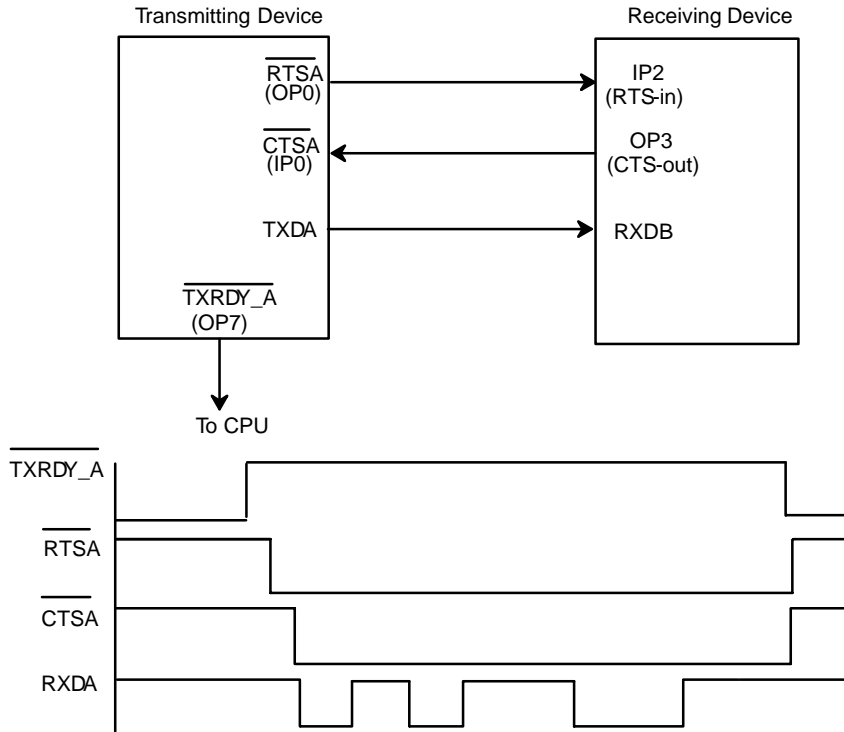 Transmitting Device
Receiving Device
RTSA
(OP0)
IP2
(RTS-in)
CTSA
(IP0)
OP3
(CTS-out)
TXDA
RXDB
TXRDY_A
(OP7)
To CPU
TXRDY_A
RTSA
CTSA
RXDA